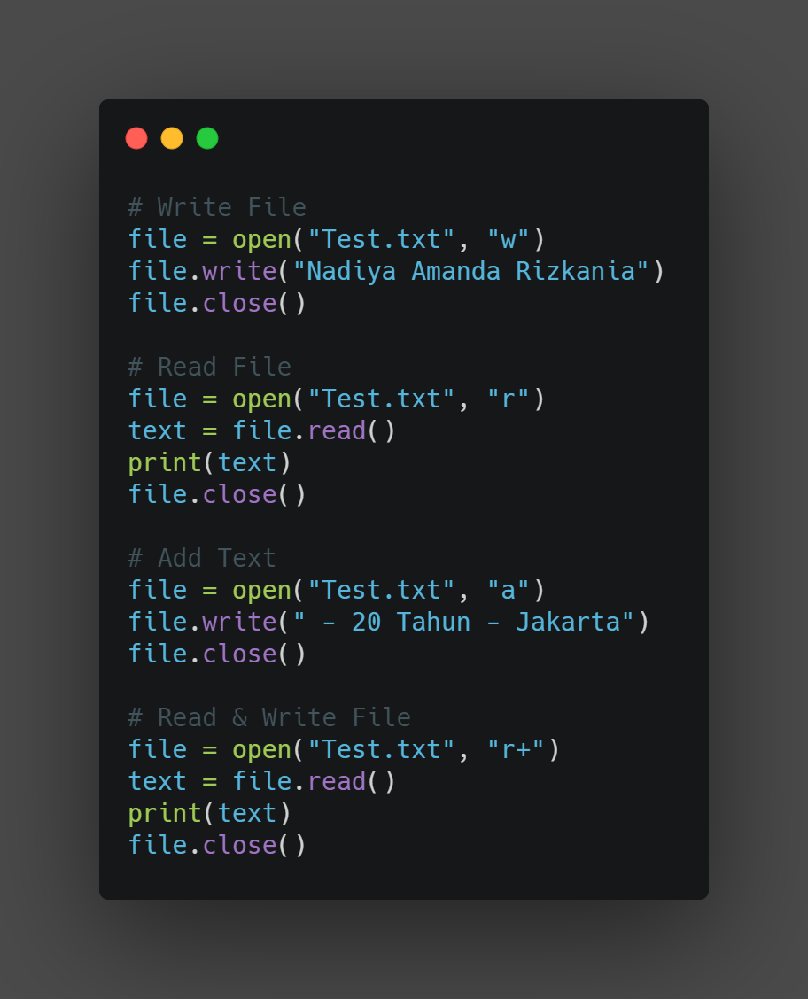 # Write File
file = open("Test.txt", "w")
file.write("Nadiya Amanda Rizkania")
file.close()
# Read File
file = open("Test.txt", "r")
text = file.read()
print(text)
file.close()
# Add Text
file = open("Test.txt", "a")
file.write(" - 20 Tahun - Jakarta")
file.close()
# Read & Write File
file = open("Test.txt", "r+")
text = file.read()
print(text)
file.close()